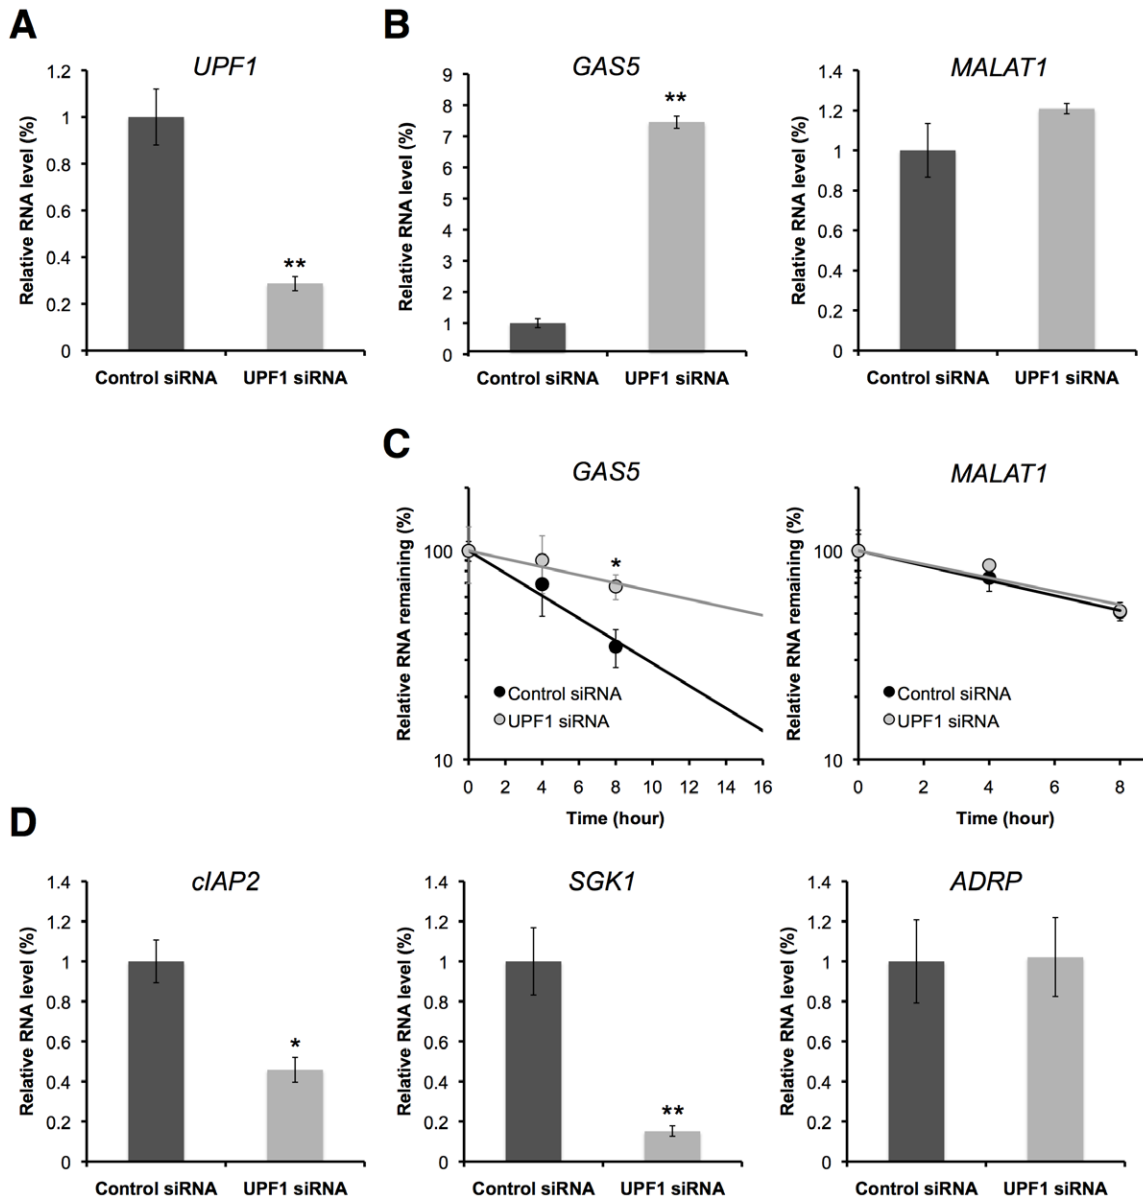 A
UPF1
Relative RNA level (%)
1.2
1
0.8
0.6
0.4
0.2
0
**
Control siRNA
UPF1 siRNA
B
GAS5
Relative RNA level (%)
9
8
7
6
5
4
3
2
1
0
**
Control siRNA
UPF1 siRNA
MALAT1
Relative RNA level (%)
1.4
1.2
1
0.8
0.6
0.4
0.2
0
Control siRNA
UPF1 siRNA
C
GAS5
Relative RNA remaining (%)
100
10
*
Control siRNA
UPF1 siRNA
0 2 4 6 8 10 12 14 16
Time (hour)
MALAT1
Relative RNA remaining (%)
100
10
Control siRNA
UPF1 siRNA
0 2 4 6 8
Time (hour)
D
cIAP2
Relative RNA level (%)
1.4
1.2
1
0.8
0.6
0.4
0.2
0
*
Control siRNA
UPF1 siRNA
SGK1
Relative RNA level (%)
1.4
1.2
1
0.8
0.6
0.4
0.2
0
**
Control siRNA
UPF1 siRNA
ADRP
Relative RNA level (%)
1.4
1.2
1
0.8
0.6
0.4
0.2
0
Control siRNA
UPF1 siRNA